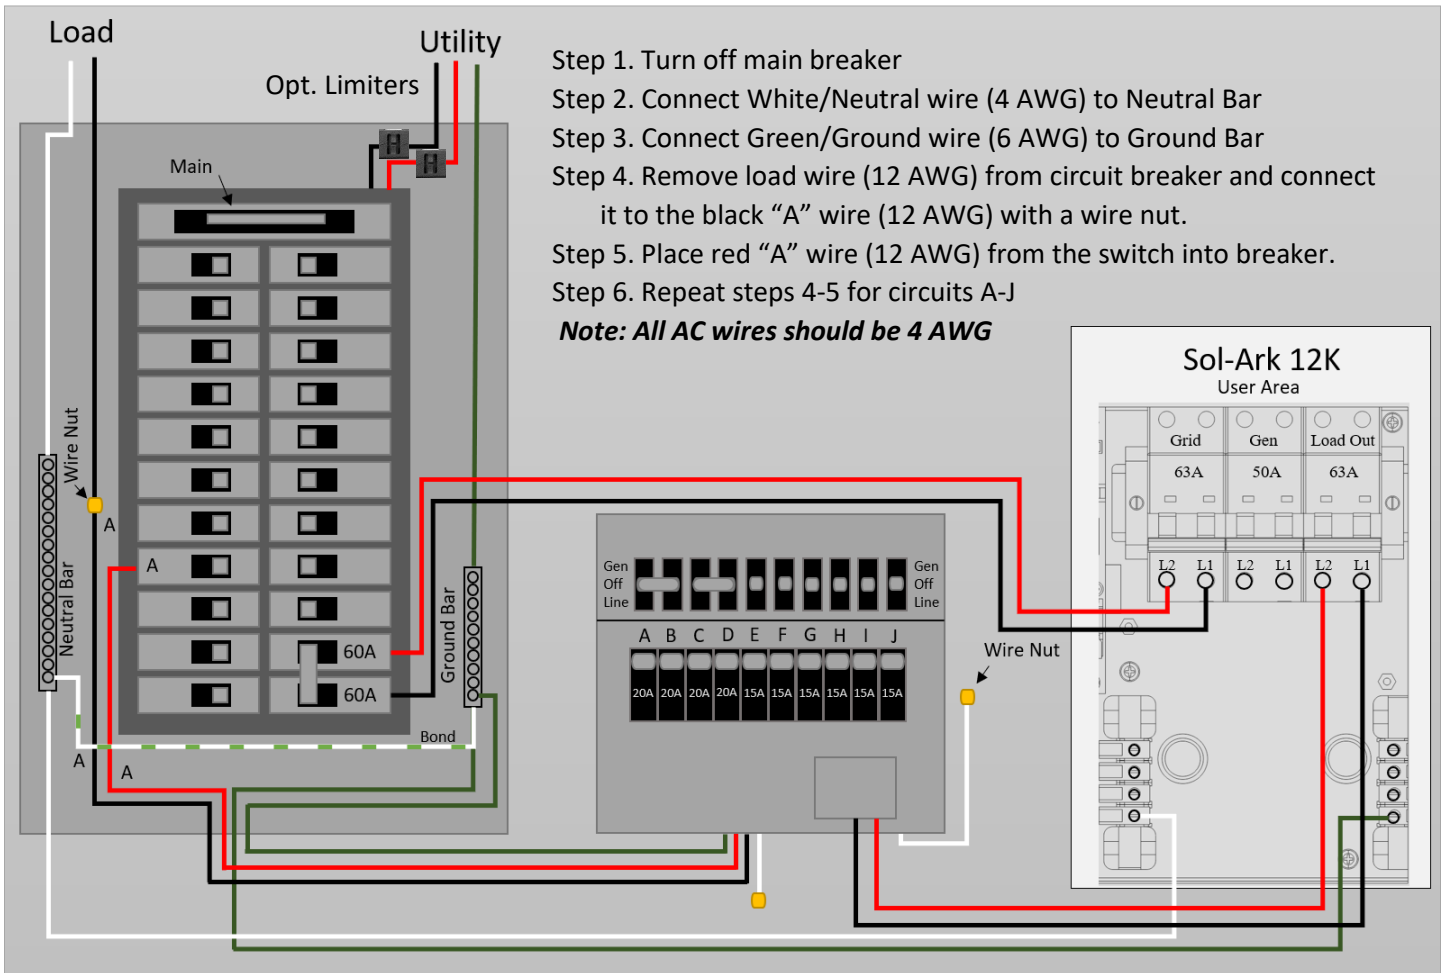 Load
Utility
Opt. Limiters
Step 1. Turn off main breaker
Step 2. Connect White/Neutral wire (4 AWG) to Neutral Bar
Step 3. Connect Green/Ground wire (6 AWG) to Ground Bar
Step 4. Remove load wire (12 AWG) from circuit breaker and connect
it to the black “A” wire (12 AWG) with a wire nut.
Step 5. Place red “A” wire (12 AWG) from the switch into breaker.
Step 6. Repeat steps 4-5 for circuits A-J
Note: All AC wires should be 4 AWG
Main
Wire Nut
A
A
Neutral Bar
Ground Bar
60A
60A
Bond
A
A
Gen
Off
Line
Gen
Off
Line
A B C D E F G H I J
20A 20A 20A 20A 15A 15A 15A 15A 15A 15A
Wire Nut
Sol-Ark 12K
User Area
Grid Gen Load Out
63A 50A 63A
L2 L1 L2 L1 L2 L1